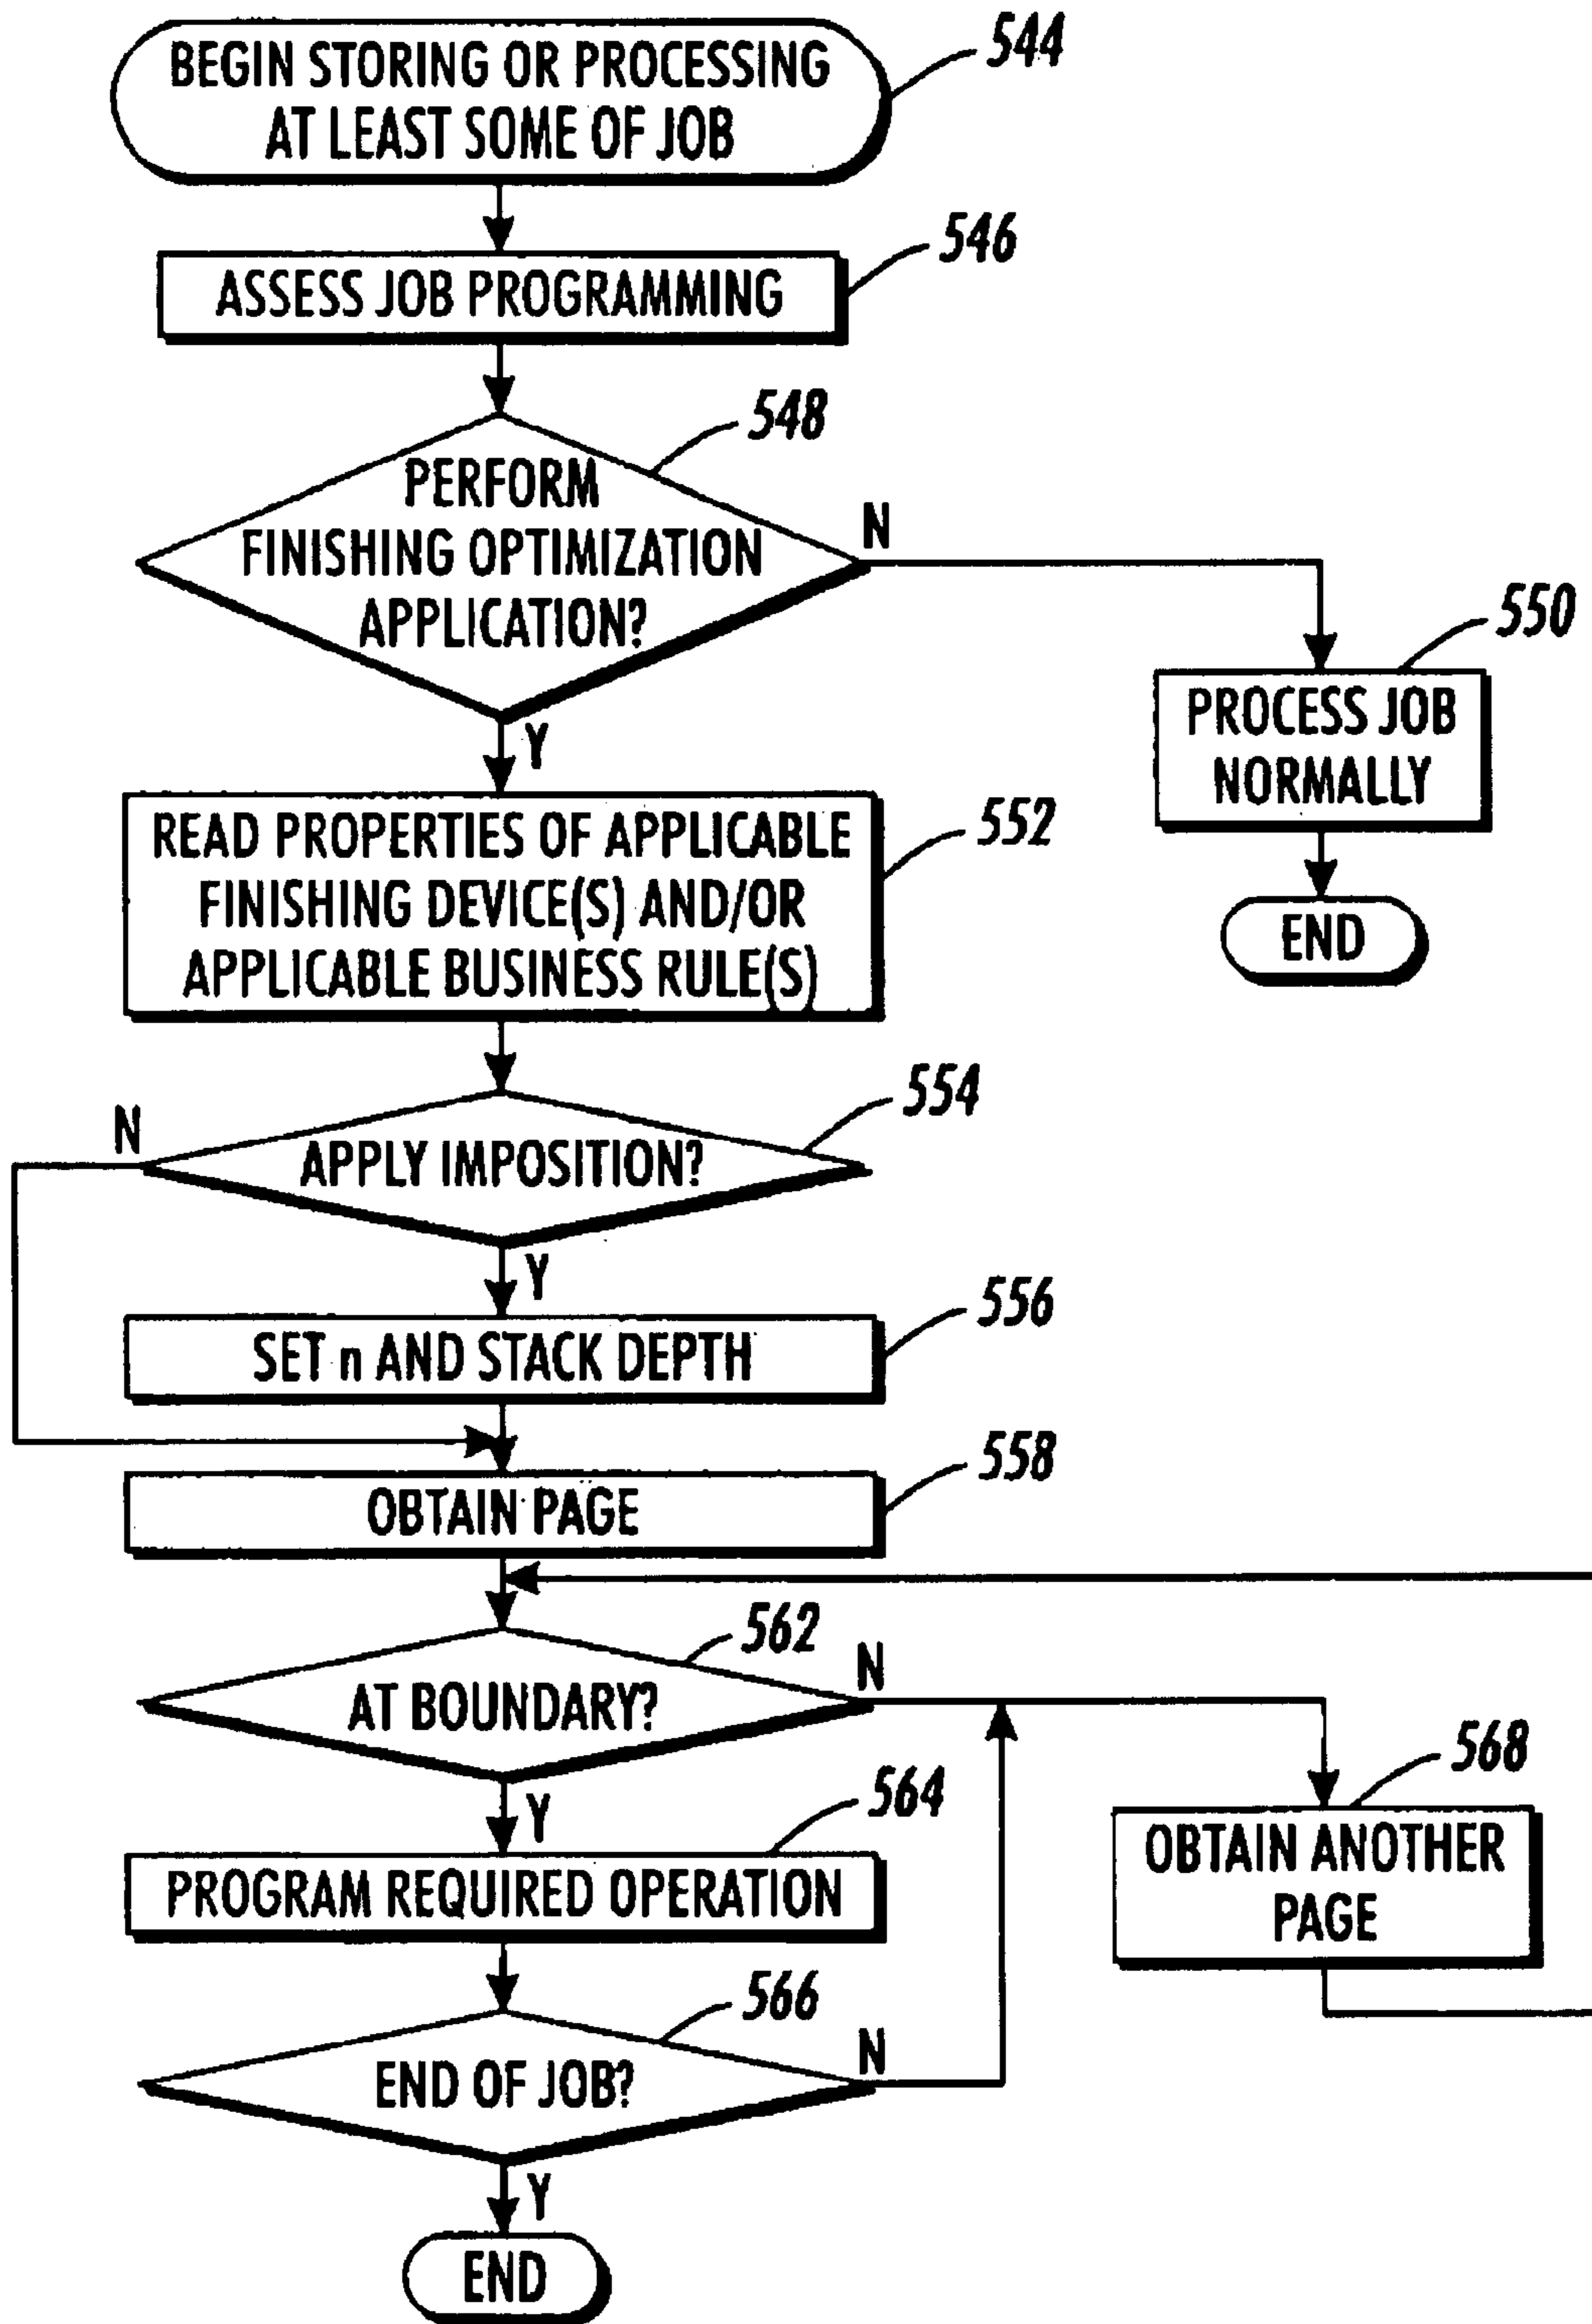 BEGIN STORING OR PROCESSING
AT LEAST SOME OF JOB
544
ASSESS JOB PROGRAMMING
546
548
PERFORM
FINISHING OPTIMIZATION
APPLICATION?
N
Y
550
PROCESS JOB
NORMALLY
END
READ PROPERTIES OF APPLICABLE
FINISHING DEVICE(S) AND/OR
APPLICABLE BUSINESS RULE(S)
552
554
N
APPLY IMPOSITION?
Y
556
SET n AND STACK DEPTH
558
OBTAIN PAGE
562
N
AT BOUNDARY?
Y
564
PROGRAM REQUIRED OPERATION
568
OBTAIN ANOTHER
PAGE
566
N
END OF JOB?
Y
END